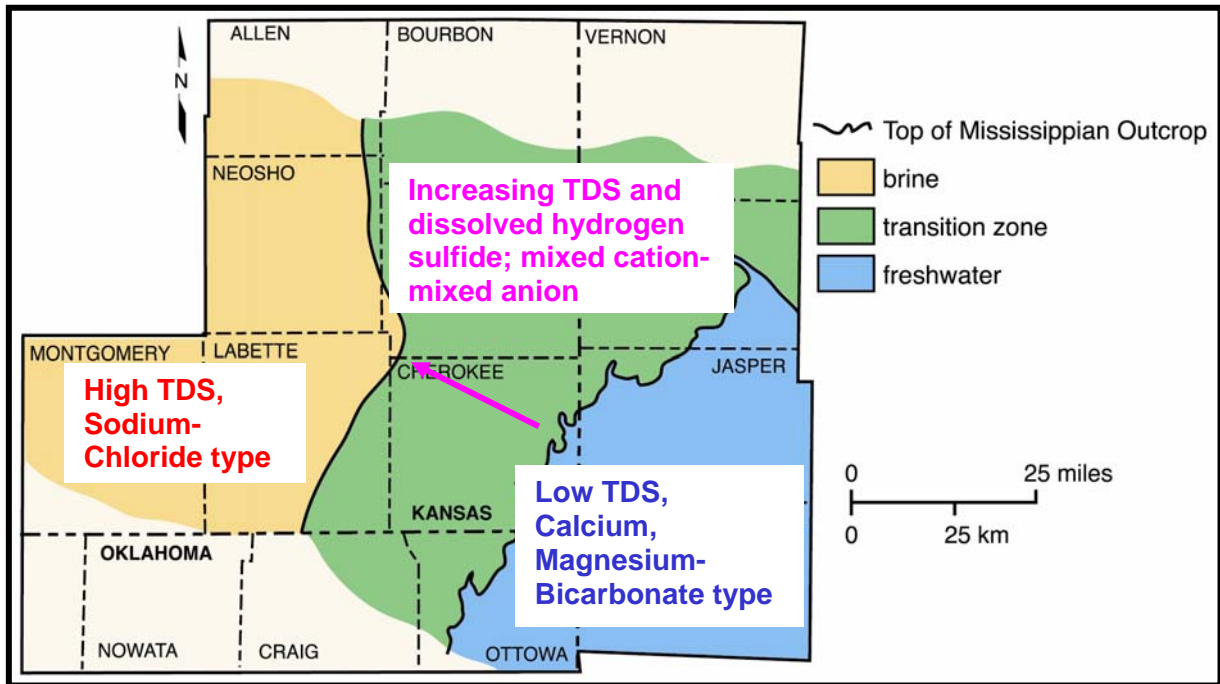 ALLEN
BOURBON
VERNON
N
Top of Mississippian Outcrop
brine
transition zone
freshwater
NEOSHO
Increasing TDS and
dissolved hydrogen
sulfide; mixed cation-
mixed anion
MONTGOMERY
LABETTE
CHEROKEE
JASPER
High TDS,
Sodium-
Chloride type
Low TDS,
Calcium,
Magnesium-
Bicarbonate type
KANSAS
OKLAHOMA
NOWATA
CRAIG
OTTOWA
0 25 miles
0 25 km